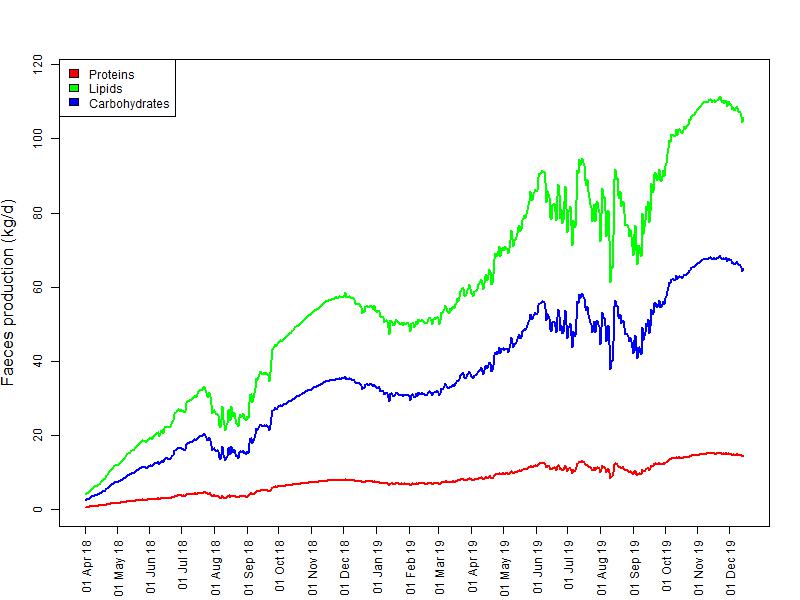 Proteins
Lipids
Carbohydrates
Faeces production (kg/d)
120
100
80
60
40
20
0
01 Apr 18
01 May 18
01 Jun 18
01 Jul 18
01 Aug 18
01 Sep 18
01 Oct 18
01 Nov 18
01 Dec 18
01 Jan 19
01 Feb 19
01 Mar 19
01 Apr 19
01 May 19
01 Jun 19
01 Jul 19
01 Aug 19
01 Sep 19
01 Oct 19
01 Nov 19
01 Dec 19